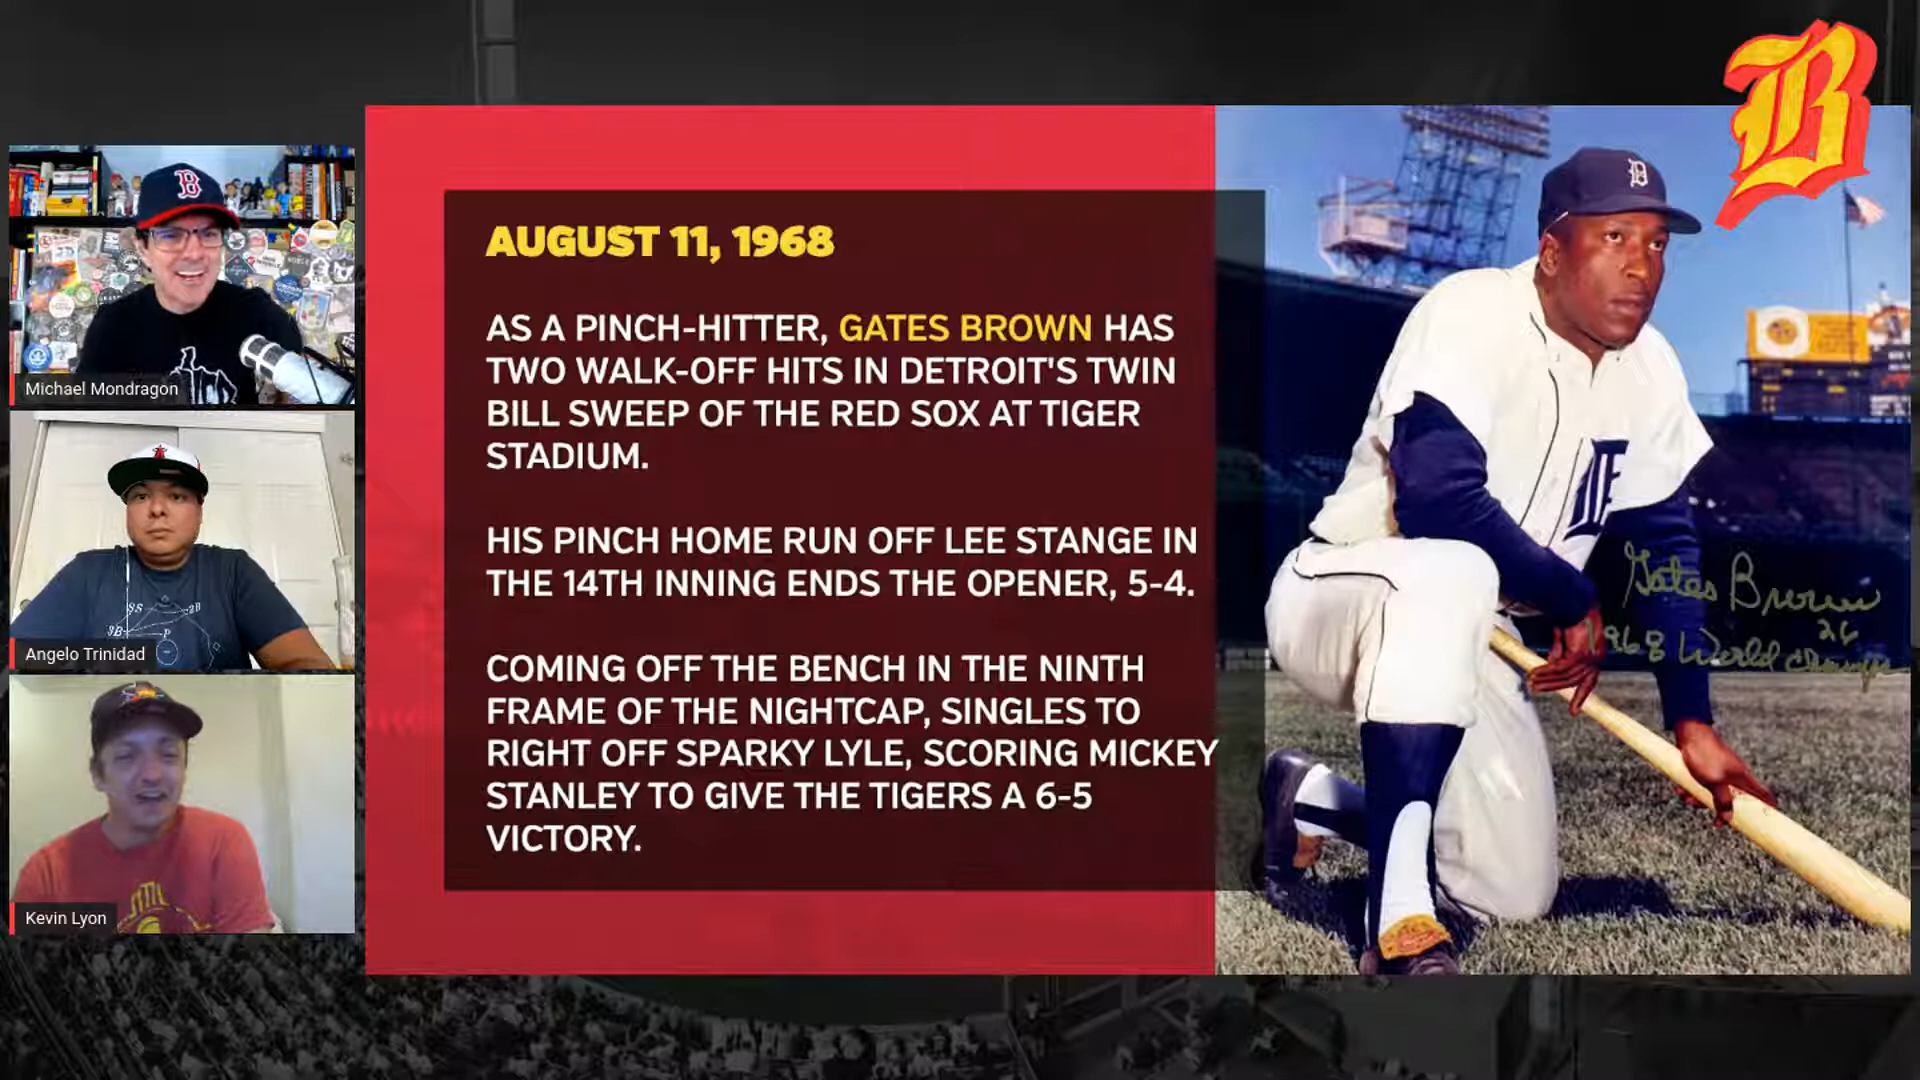 B
B
Michael Mondragon
SS
2B
3B
P
Angelo Trinidad
Kevin Lyon
AUGUST 11, 1968
AS A PINCH-HITTER, GATES BROWN HAS
TWO WALK-OFF HITS IN DETROIT'S TWIN
BILL SWEEP OF THE RED SOX AT TIGER
STADIUM.
HIS PINCH HOME RUN OFF LEE STANGE IN
THE 14TH INNING ENDS THE OPENER, 5-4.
COMING OFF THE BENCH IN THE NINTH
FRAME OF THE NIGHTCAP, SINGLES TO
RIGHT OFF SPARKY LYLE, SCORING MICKEY
STANLEY TO GIVE THE TIGERS A 6-5
VICTORY.
D
Gates Brown
26
1968 World Champs